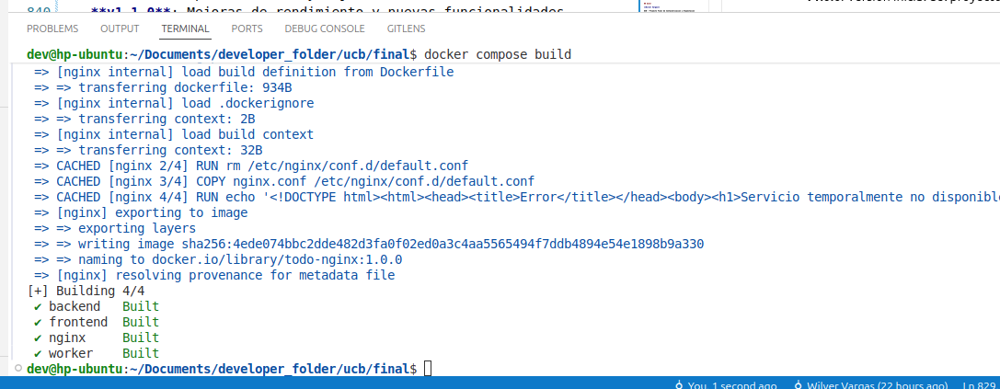 840 **v1.1.0**: Mejoras de rendimiento y nuevas funcionalidades
PROBLEMS OUTPUT TERMINAL PORTS DEBUG CONSOLE GITLENS
dev@hp-ubuntu:~/Documents/developer_folder/ucb/final$ docker compose build
=> [nginx internal] load build definition from Dockerfile
=> => transferring dockerfile: 934B
=> [nginx internal] load .dockerignore
=> => transferring context: 2B
=> [nginx internal] load build context
=> => transferring context: 32B
=> CACHED [nginx 2/4] RUN rm /etc/nginx/conf.d/default.conf
=> CACHED [nginx 3/4] COPY nginx.conf /etc/nginx/conf.d/default.conf
=> CACHED [nginx 4/4] RUN echo '<!DOCTYPE html><html><head><title>Error</title></head><body><h1>Servicio temporalmente no disponible
=> [nginx] exporting to image
=> => exporting layers
=> => writing image sha256:4ede074bbc2dde482d3fa0f02ed0a3c4aa5565494f7ddb4894e54e1898b9a330
=> => naming to docker.io/library/todo-nginx:1.0.0
=> [nginx] resolving provenance for metadata file
[+] Building 4/4
✔ backend Built
✔ frontend Built
✔ nginx Built
✔ worker Built
dev@hp-ubuntu:~/Documents/developer_folder/ucb/final$
You, 1 second ago Wilver Vargas (22 hours ago) Ln 829